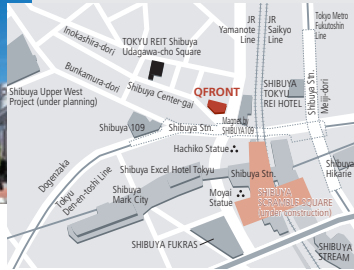 Inokashira-dori
JR
Yamanote
Line
JR
Saikyo
Line
Tokyo Metro
Fukutoshin
Line
TOKYU REIT Shibuya
Udagawa-cho Square
Bunkamura-dori
Shibuya Center-gai
QFRONT
SHIBUYA
TOKYU
REI HOTEL
Shibuya Stn.
Meiji-dori
Shibuya Upper West
Project (under planning)
Magnet by
SHIBUYA109
Shibuya 109
Shibuya Stn.
Hachiko Statue
Dogenzaka
Tokyu
Den-en-toshi Line
Shibuya Excel Hotel Tokyu
Shibuya Stn.
Shibuya
Hikarie
Shibuya
Mark City
Moyai
Statue
SHIBUYA
SCRAMBLE SQUARE
(under construction)
SHIBUYA FUKRAS
SHIBUYA
STREAM